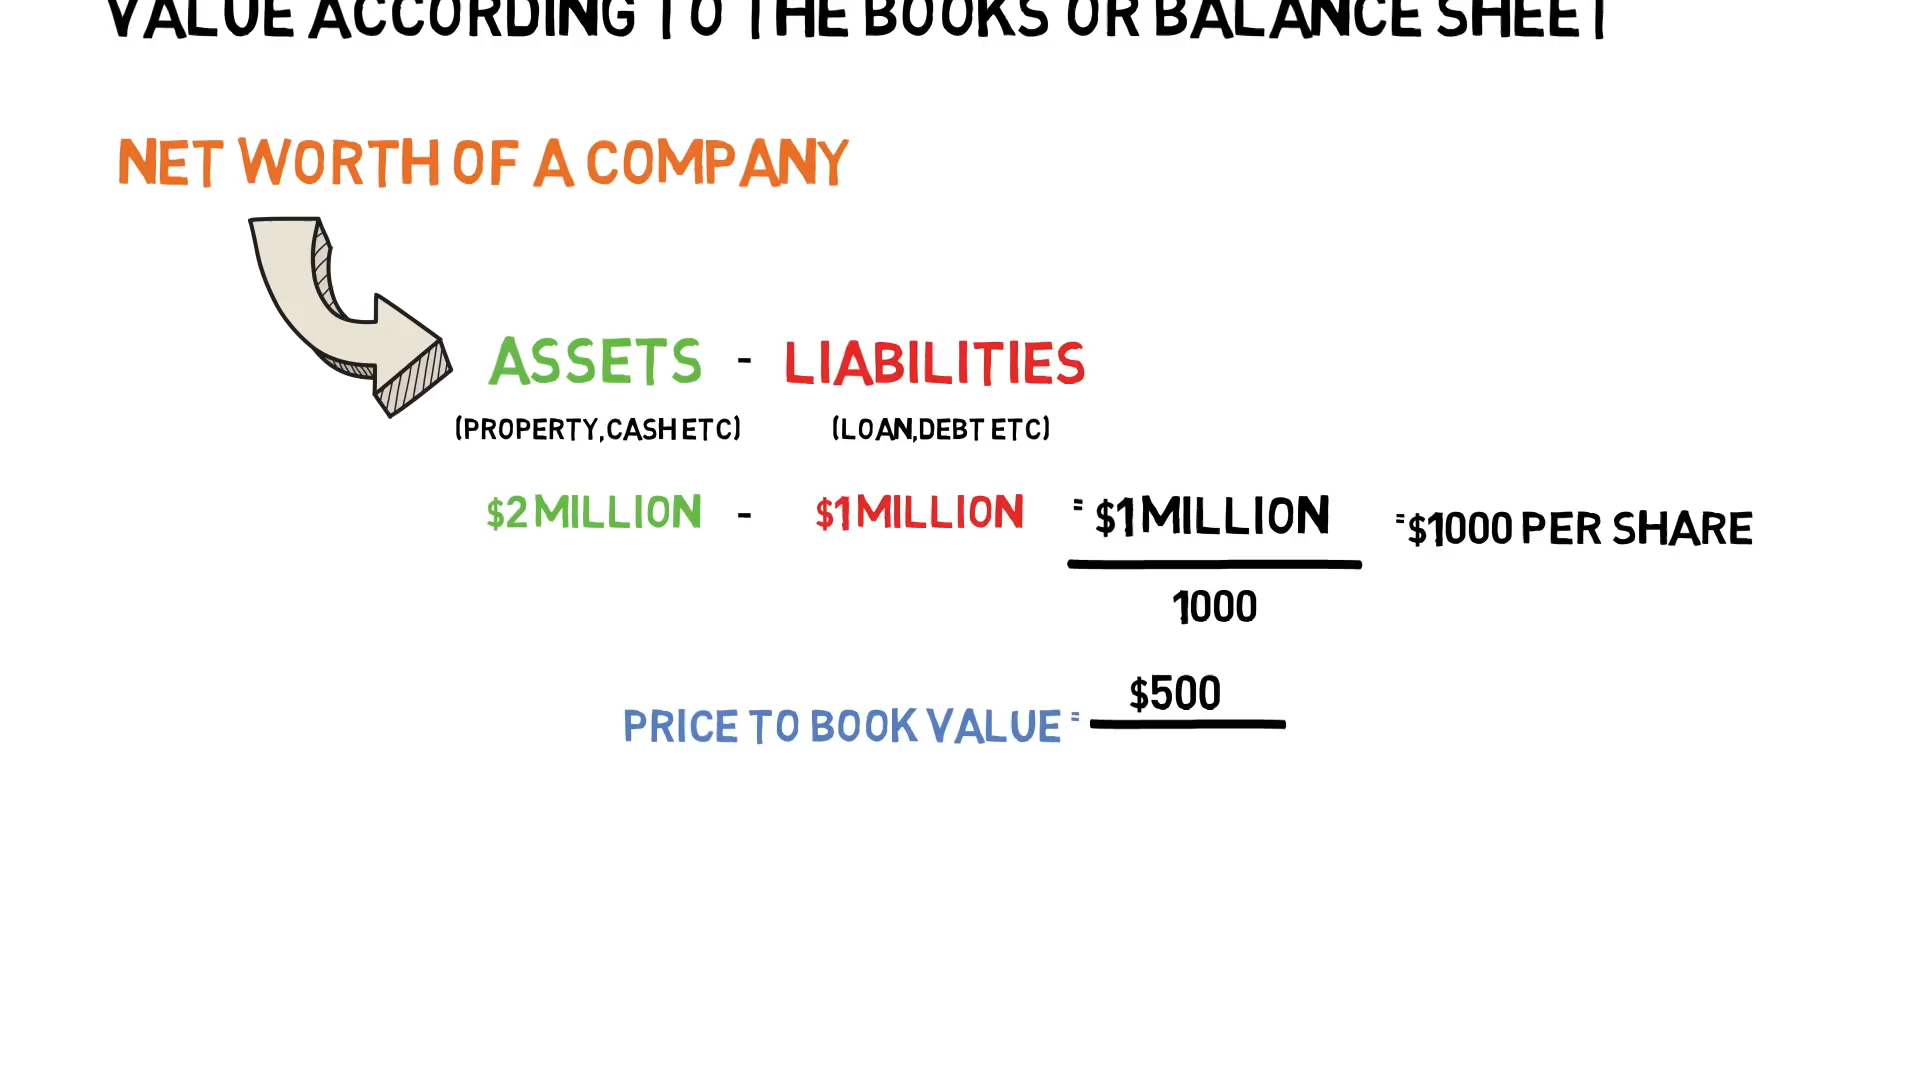 VALUE ACCORDING TO THE BOOKS OR BALANCE SHEET
NET WORTH OF A COMPANY
ASSETS - LIABILITIES
(PROPERTY,CASH ETC) (LOAN,DEBT ETC)
$2 MILLION - $1 MILLION = $1 MILLION =$1000 PER SHARE
1000
$500
PRICE TO BOOK VALUE =